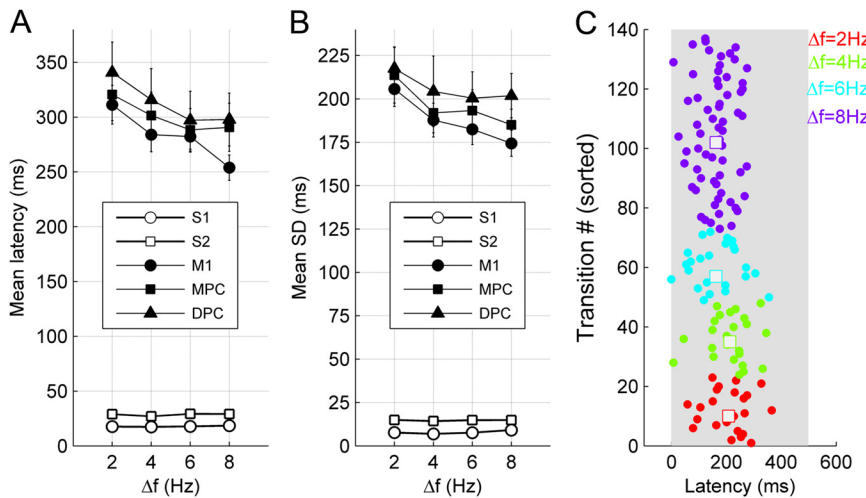 A
B
C
Mean latency (ms)
350
300
250
200
150
100
50
0
2 4 6 8
Δf (Hz)
S1
S2
M1
MPC
DPC
Mean SD (ms)
225
200
175
150
125
100
75
50
25
0
2 4 6 8
Δf (Hz)
S1
S2
M1
MPC
DPC
Transition # (sorted)
140
120
100
80
60
40
20
0
0 200 400 600
Latency (ms)
Δf=2Hz
Δf=4Hz
Δf=6Hz
Δf=8Hz